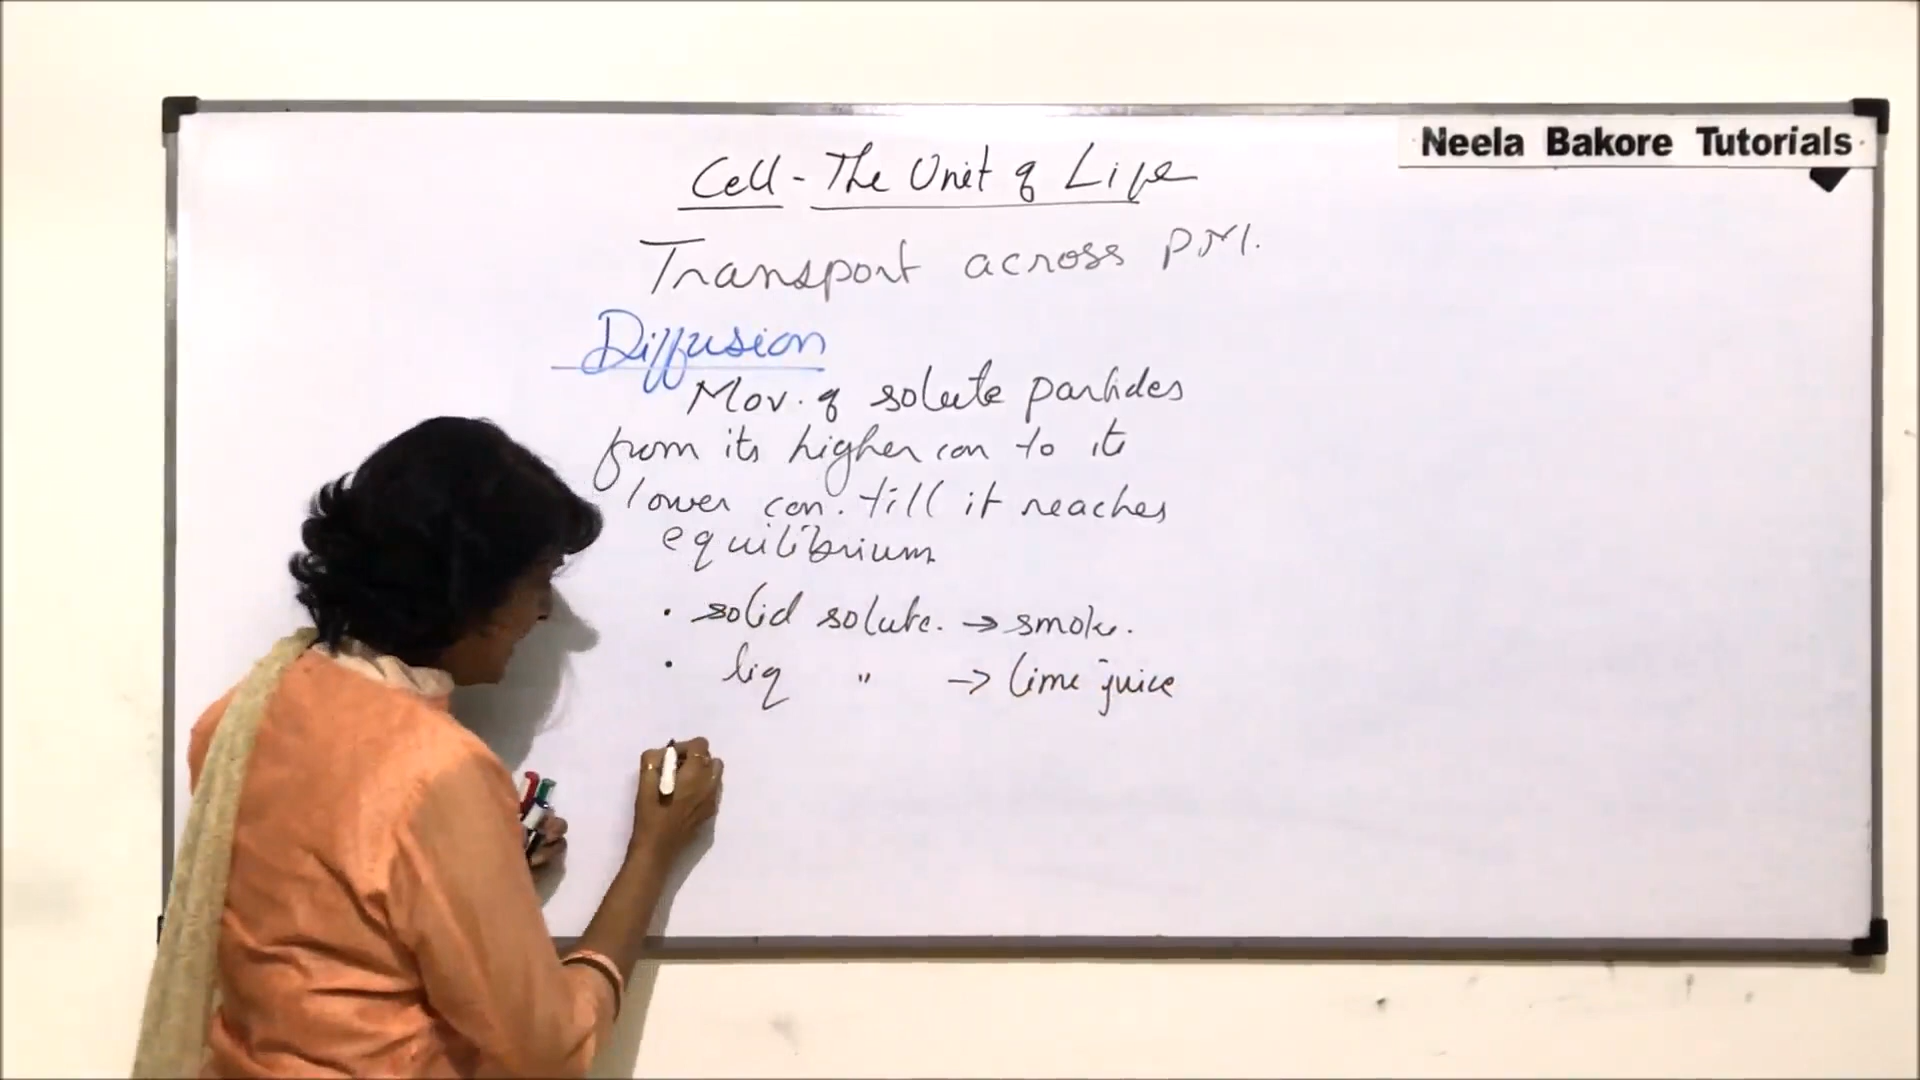 Neela Bakore Tutorials
Cell - The Unit of Life
Transport across P.M.
Diffusion
Mov. of solute particles
from its higher con to its
lower con. till it reaches
equilibrium.
• solid solute. → smoke.
• liq " → lime juice